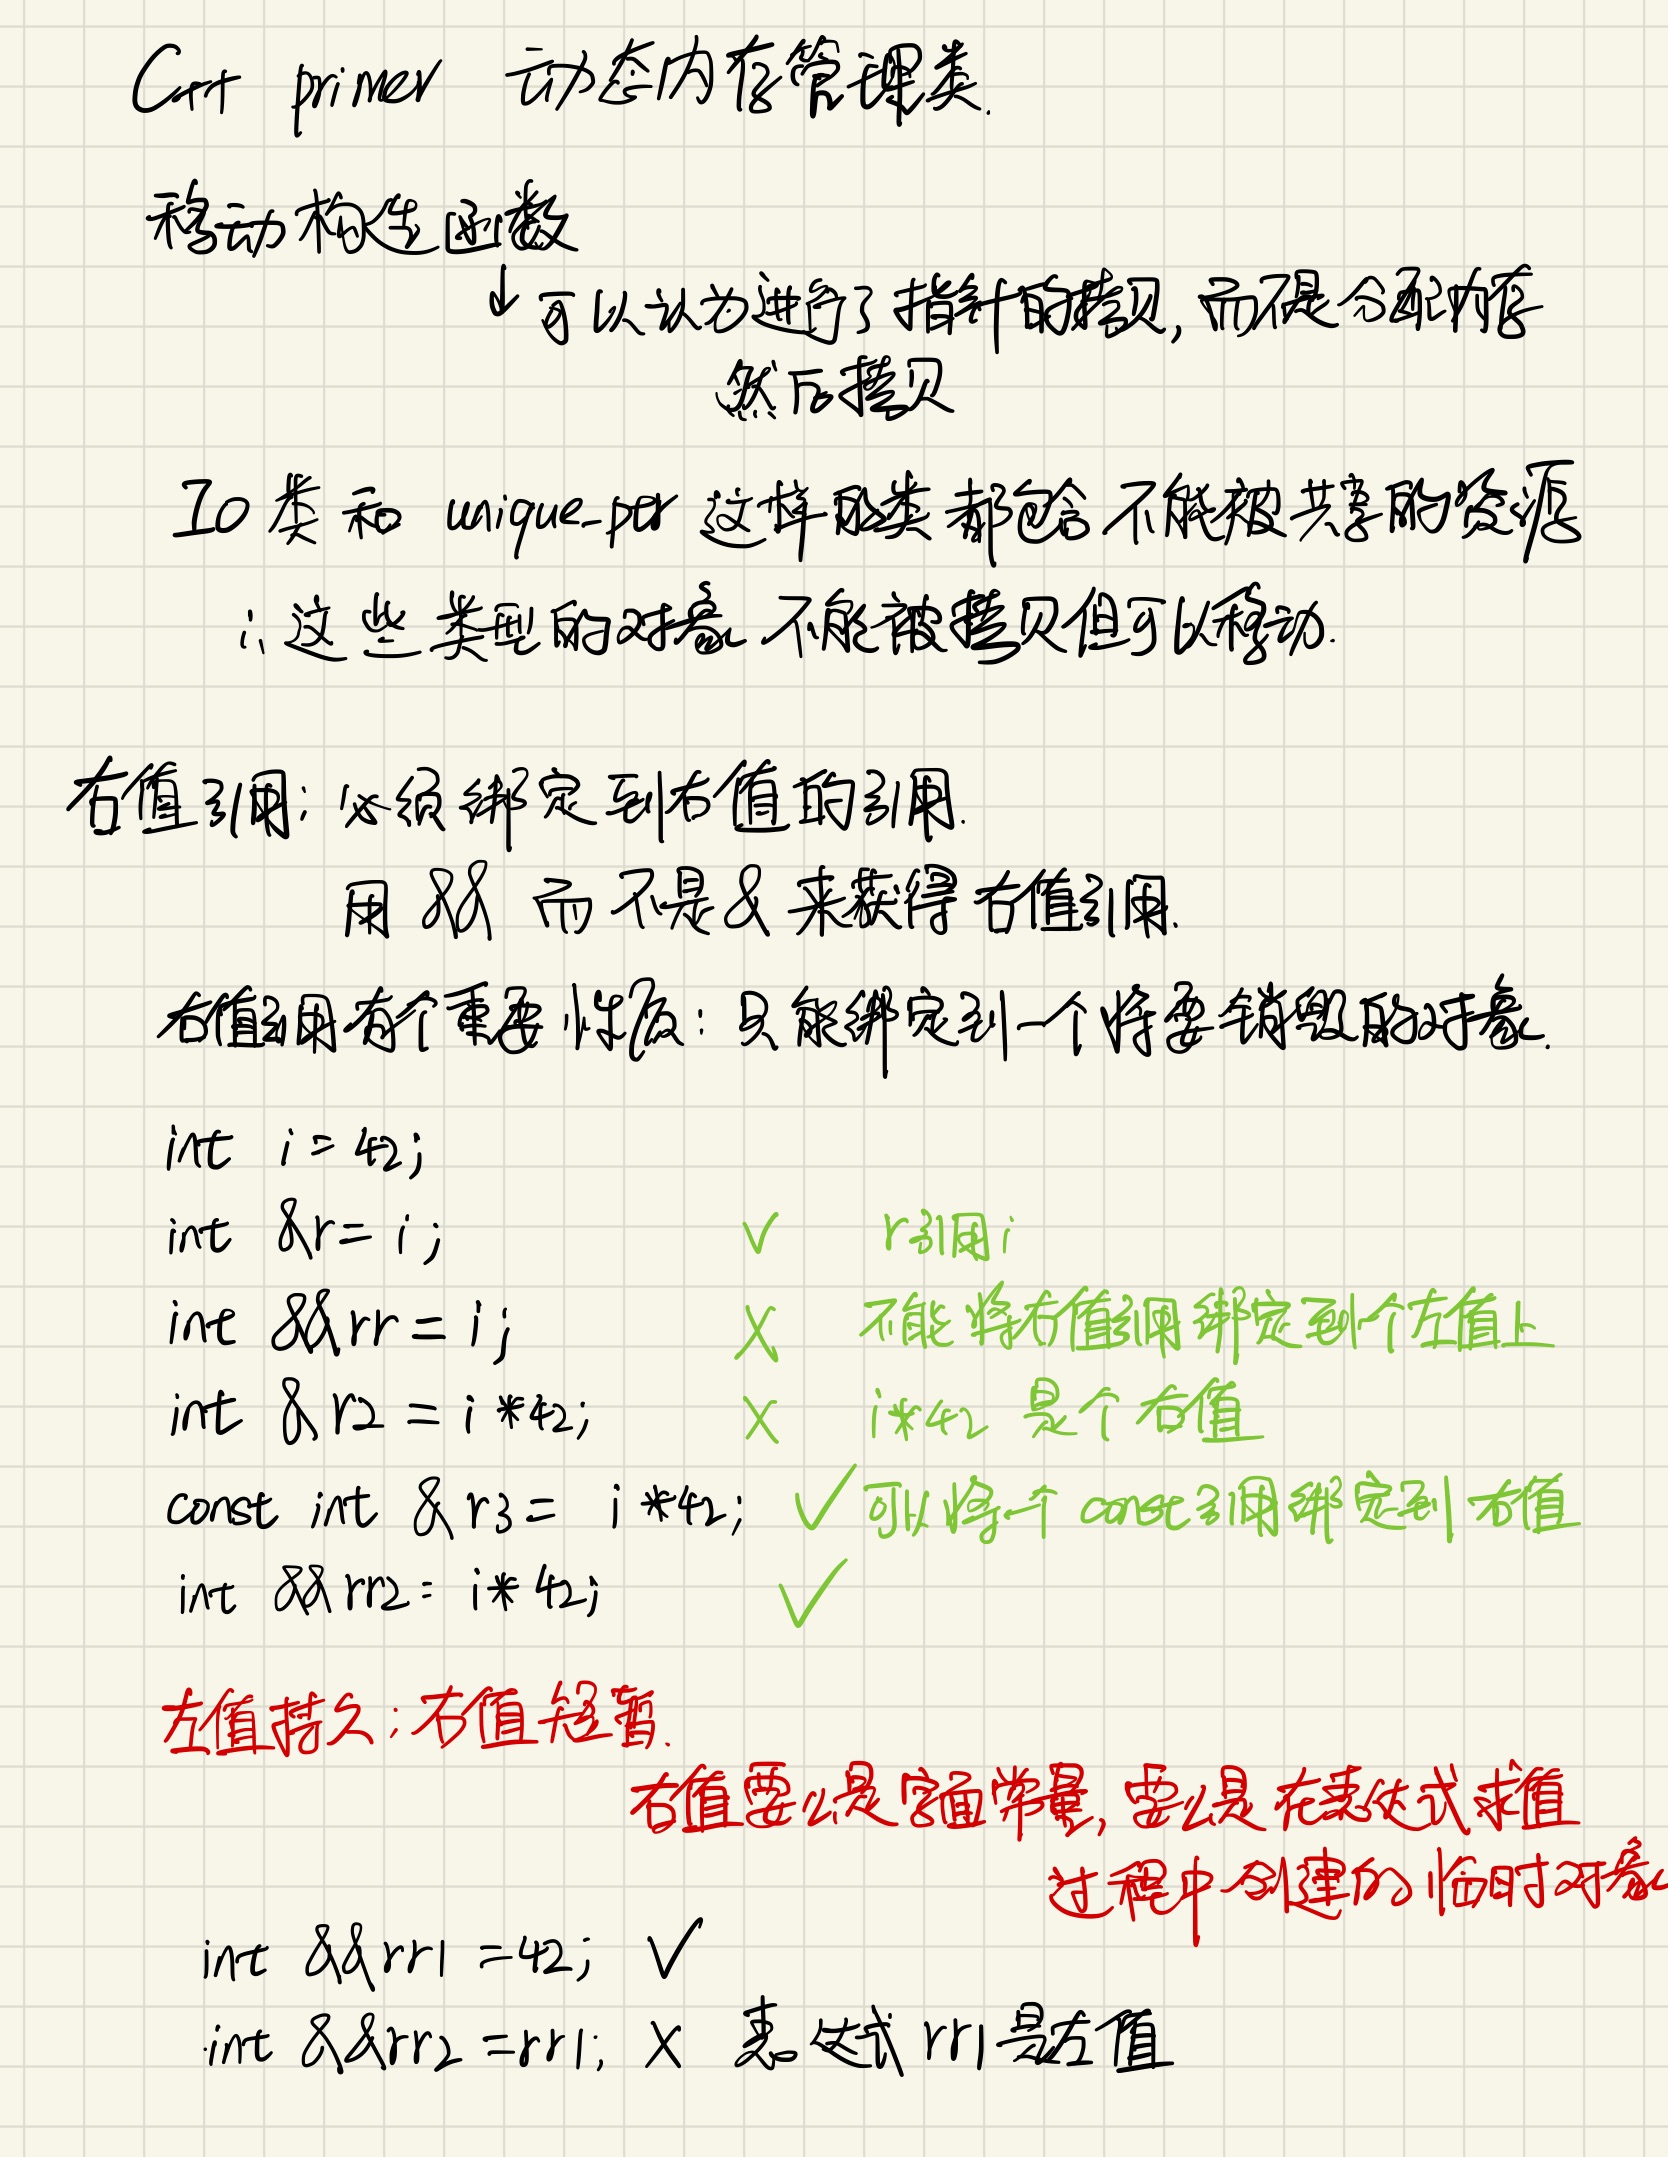 C++ primer 动态内存管理类.
移动构造函数
↓ 可以认为进行了指针的拷贝, 而不是分配内存
然后拷贝
IO类和 unique_ptr 这样的类都包含不能被共享的资源
∴ 这些类型的对象不能被拷贝但可以移动.
右值引用: 必须绑定到右值的引用.
用 && 而不是 & 来获得右值引用.
右值引用有个重要性质: 只能绑定到一个将要销毁的对象.
int i = 42;
int &r = i; ✓ r引用i
int &&rr = i; X 不能将右值引用绑定到个左值上
int &r2 = i*42; X i*42 是个右值
const int &r3 = i*42; ✓ 可以将一个const引用绑定到右值
int &&rr2 = i*42; ✓
左值持久; 右值短暂.
右值要么是字面常量, 要么是在表达式求值
过程中创建的临时对象
int &&rr1 = 42; ✓
int &&rr2 = rr1; X 表达式 rr1 是左值